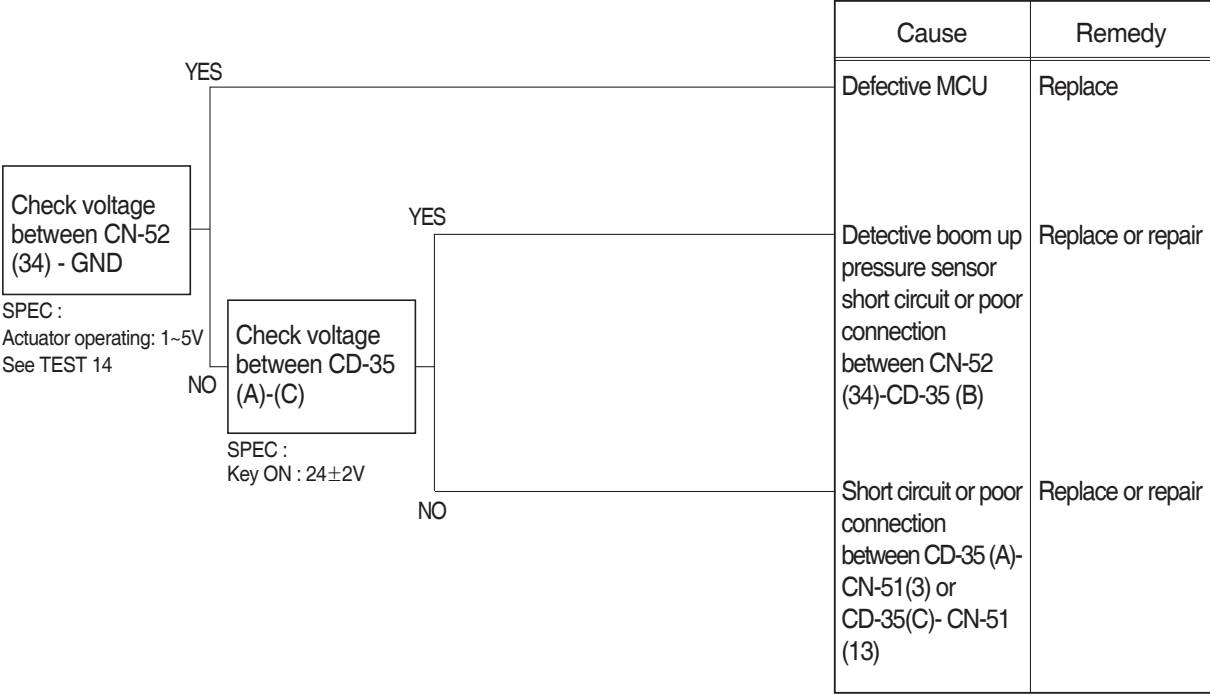 Cause Remedy
YES
Defective MCU Replace
Check voltage
between CN-52
(34) - GND
SPEC :
Actuator operating: 1~5V
See TEST 14
NO
Check voltage
between CD-35
(A)-(C)
SPEC :
Key ON : 24±2V
YES
Detective boom up Replace or repair
pressure sensor
short circuit or poor
connection
between CN-52
(34)-CD-35 (B)
NO
Short circuit or poor Replace or repair
connection
between CD-35 (A)-
CN-51(3) or
CD-35(C)- CN-51
(13)